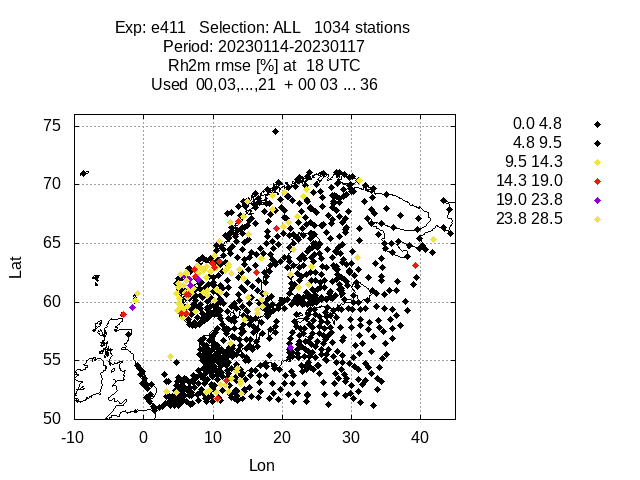 Exp: e411   Selection: ALL   1034 stations
Period: 20230114-20230117
Rh2m rmse [%] at  18 UTC
Used  00,03,...,21  + 00 03 ... 36
0.0 4.8
4.8 9.5
9.5 14.3
14.3 19.0
19.0 23.8
23.8 28.5
75
70
65
60
55
50
Lat
-10 0 10 20 30 40
Lon